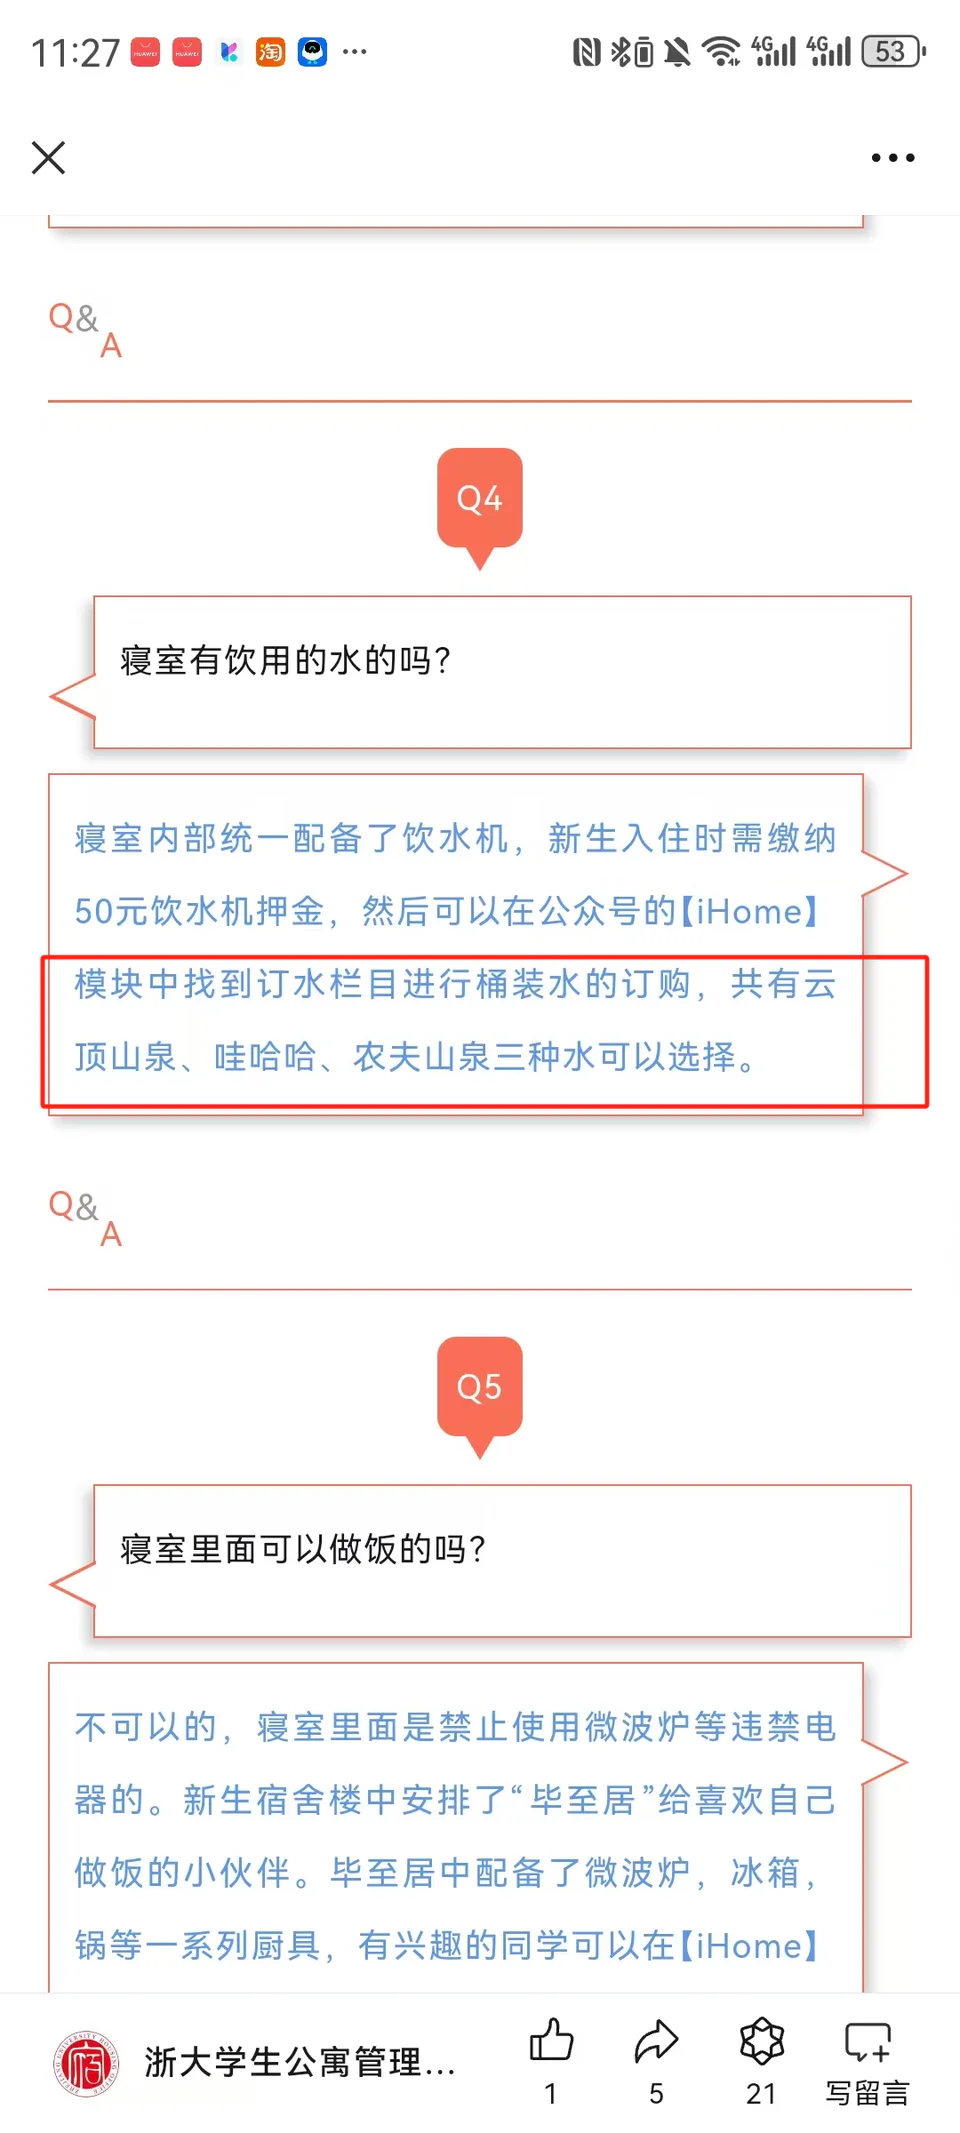 11:27
HUAWEI
HUAWEI
淘
4G
4G
53
Q&
A
Q4
寝室有饮用的水的吗？
寝室内部统一配备了饮水机，新生入住时需缴纳
50元饮水机押金，然后可以在公众号的【iHome】
模块中找到订水栏目进行桶装水的订购，共有云
顶山泉、哇哈哈、农夫山泉三种水可以选择。
Q&
A
Q5
寝室里面可以做饭的吗？
不可以的，寝室里面是禁止使用微波炉等违禁电
器的。新生宿舍楼中安排了“毕至居”给喜欢自己
做饭的小伙伴。毕至居中配备了微波炉，冰箱，
锅等一系列厨具，有兴趣的同学可以在【iHome】
浙大学生公寓管理...
1
5
21
写留言